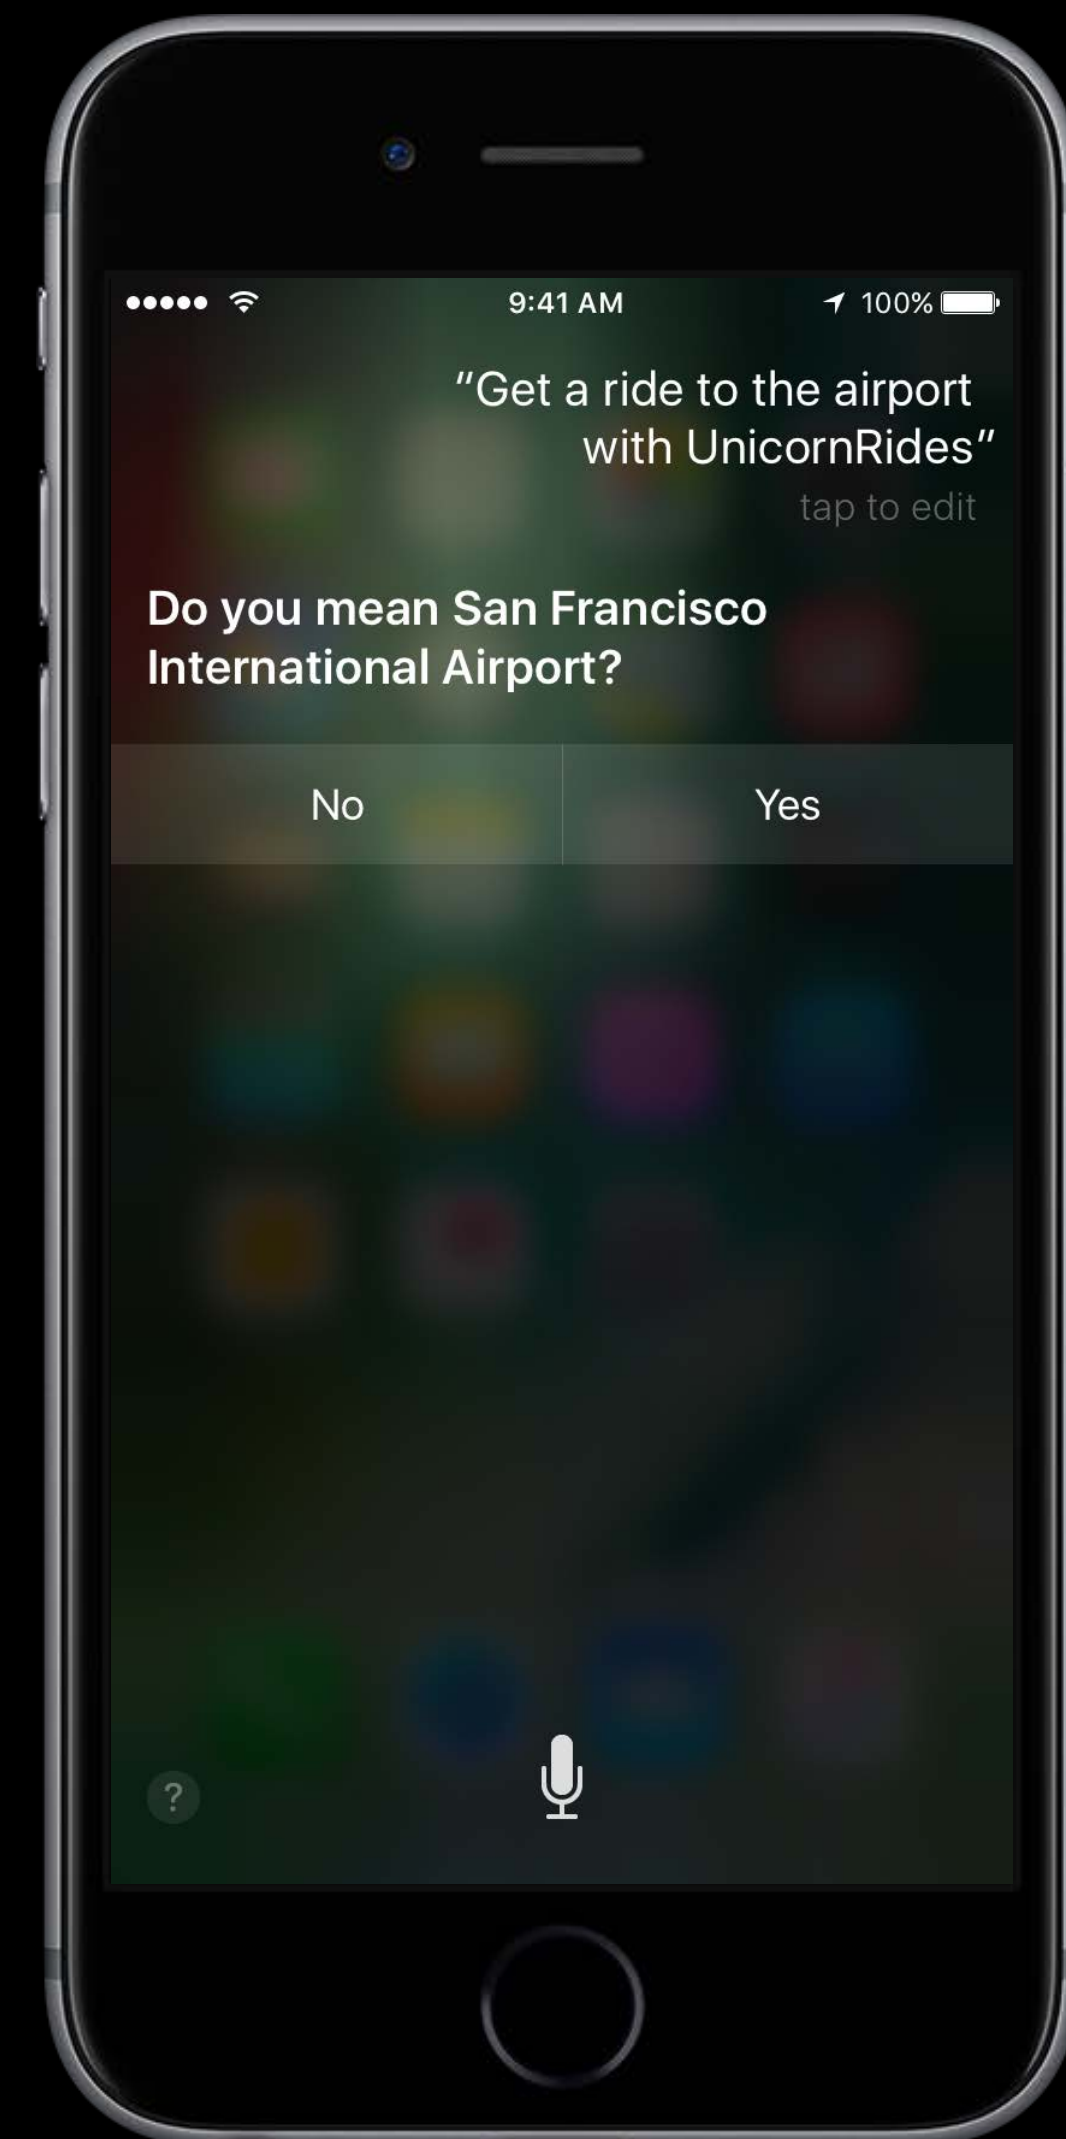 9:41 AM
100%
“Get a ride to the airport
with UnicornRides”
tap to edit
Do you mean San Francisco
International Airport?
No
Yes
?